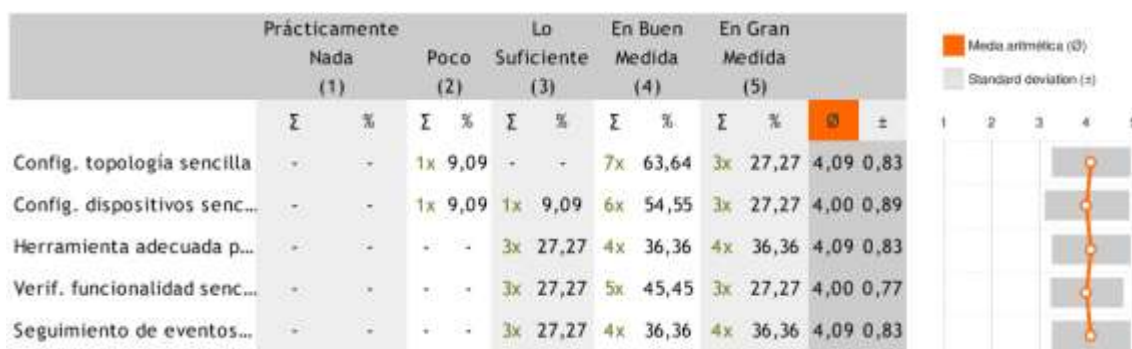 Prácticamente Nada (1) Poco (2) Lo Suficiente (3) En Buen Medida (4) En Gran Medida (5)
Σ % Σ % Σ % Σ % Σ % Ø ±
Config. topología sencilla - - 1x 9,09 - - 7x 63,64 3x 27,27 4,09 0,83
Config. dispositivos senc... - - 1x 9,09 1x 9,09 6x 54,55 3x 27,27 4,00 0,89
Herramienta adecuada p... - - - - 3x 27,27 4x 36,36 4x 36,36 4,09 0,83
Verif. funcionalidad senc... - - - - 3x 27,27 5x 45,45 3x 27,27 4,00 0,77
Seguimiento de eventos... - - - - 3x 27,27 4x 36,36 4x 36,36 4,09 0,83
Media aritmética (Ø)
Standard deviation (±)
1 2 3 4 5